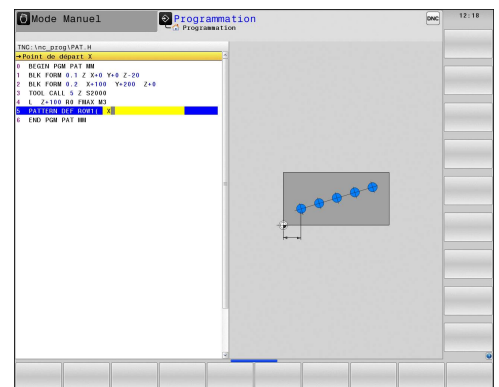 Mode Manuel
Programmation
Programmation
DNC
12:18
TNC:\nc_prog\PAT.H
→Point de départ X
0 BEGIN PGM PAT MM
1 BLK FORM 0.1 Z X+0 Y+0 Z-20
2 BLK FORM 0.2 X+100 Y+200 Z+0
3 TOOL CALL 5 Z S2000
4 L Z+100 R0 FMAX M3
5 PATTERN DEF ROW1( X
6 END PGM PAT MM